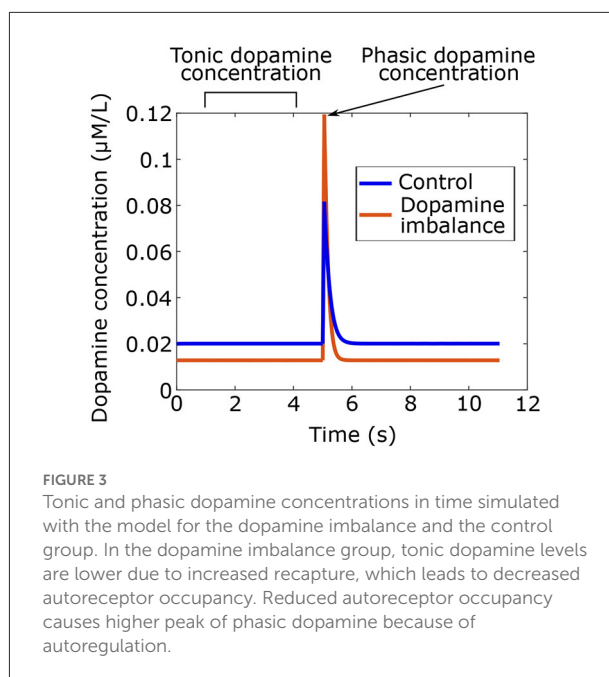 Tonic dopamine
concentration
Phasic dopamine
concentration
Dopamine concentration (µM/L)
0.12
0.1
0.08
0.06
0.04
0.02
0
Control
Dopamine
imbalance
0 2 4 6 8 10 12
Time (s)
FIGURE 3
Tonic and phasic dopamine concentrations in time simulated
with the model for the dopamine imbalance and the control
group. In the dopamine imbalance group, tonic dopamine levels
are lower due to increased recapture, which leads to decreased
autoreceptor occupancy. Reduced autoreceptor occupancy
causes higher peak of phasic dopamine because of
autoregulation.